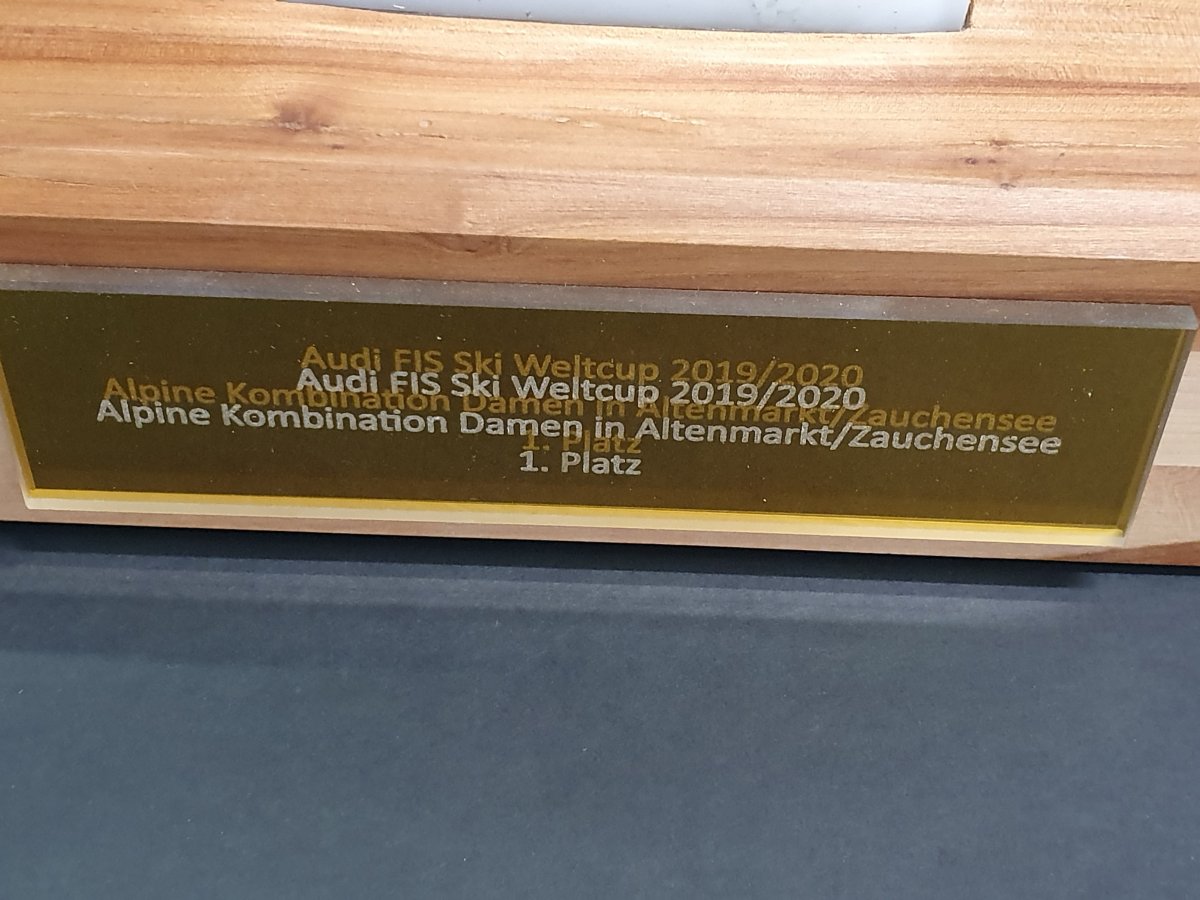 Audi FIS Ski Weltcup 2019/2020
Alpine Kombination Damen in Altenmarkt/Zauchensee
1. Platz